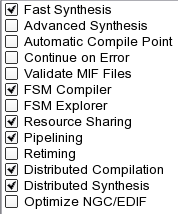 Fast Synthesis
Advanced Synthesis
Automatic Compile Point
Continue on Error
Validate MIF Files
FSM Compiler
FSM Explorer
Resource Sharing
Pipelining
Retiming
Distributed Compilation
Distributed Synthesis
Optimize NGC/EDIF